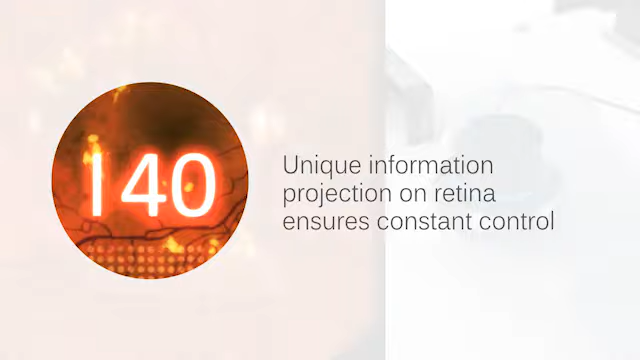 140
Unique information
projection on retina
ensures constant control